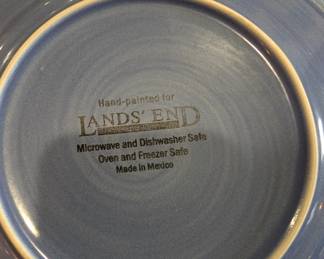 Hand-painted for
LANDS' END
Microwave and Dishwasher Safe
Oven and Freezer Safe
Made in Mexico